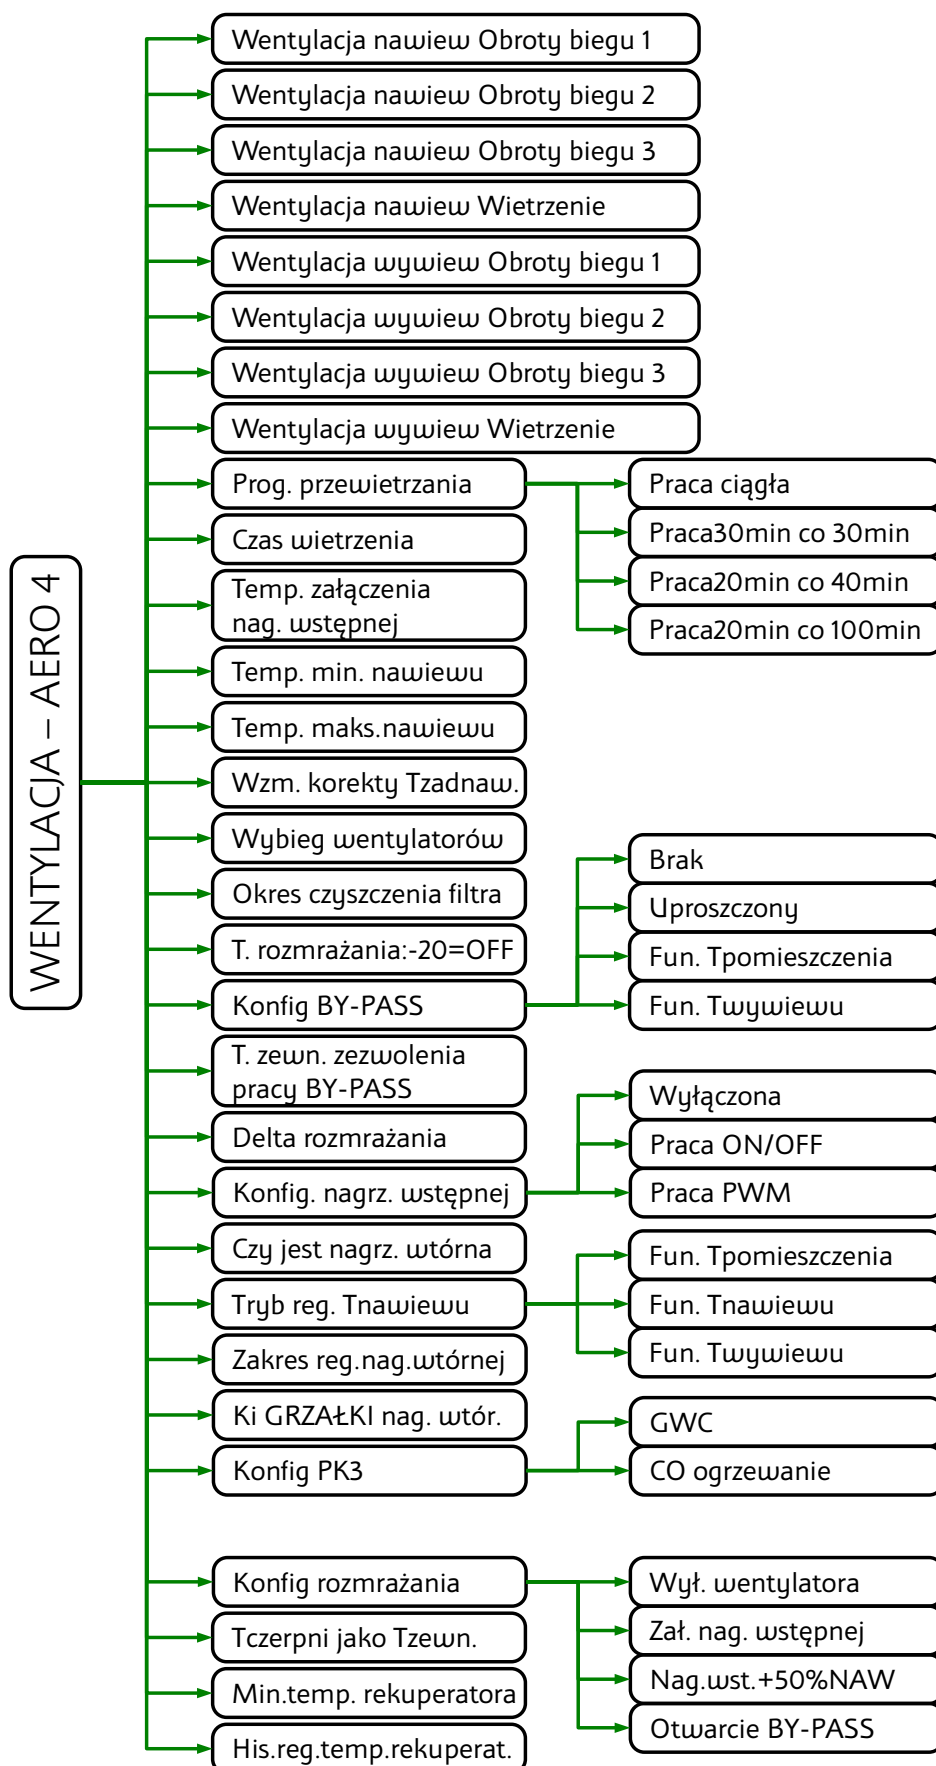 WENTYLACJA – AERO 4
Wentylacja nawiew Obroty biegu 1
Wentylacja nawiew Obroty biegu 2
Wentylacja nawiew Obroty biegu 3
Wentylacja nawiew Wietrzenie
Wentylacja wywiew Obroty biegu 1
Wentylacja wywiew Obroty biegu 2
Wentylacja wywiew Obroty biegu 3
Wentylacja wywiew Wietrzenie
Prog. przewietrzania
Praca ciągła
Praca30min co 30min
Praca20min co 40min
Praca20min co 100min
Czas wietrzenia
Temp. załączenia
nag. wstępnej
Temp. min. nawiewu
Temp. maks.nawiewu
Wzm. korekty Tzadnaw.
Wybieg wentylatorów
Okres czyszczenia filtra
T. rozmrażania:-20=OFF
Konfig BY-PASS
Brak
Uproszczony
Fun. Tpomieszczenia
Fun. Twywiewu
T. zewn. zezwolenia
pracy BY-PASS
Delta rozmrażania
Konfig. nagrz. wstępnej
Wyłączona
Praca ON/OFF
Praca PWM
Czy jest nagrz. wtórna
Tryb reg. Tnawiewu
Fun. Tpomieszczenia
Fun. Tnawiewu
Fun. Twywiewu
Zakres reg.nag.wtórnej
Ki GRZAŁKI nag. wtór.
Konfig PK3
GWC
CO ogrzewanie
Konfig rozmrażania
Wył. wentylatora
Zał. nag. wstępnej
Nag.wst.+50%NAW
Otwarcie BY-PASS
Tczerpni jako Tzewn.
Min.temp. rekuperatora
His.reg.temp.rekuperat.